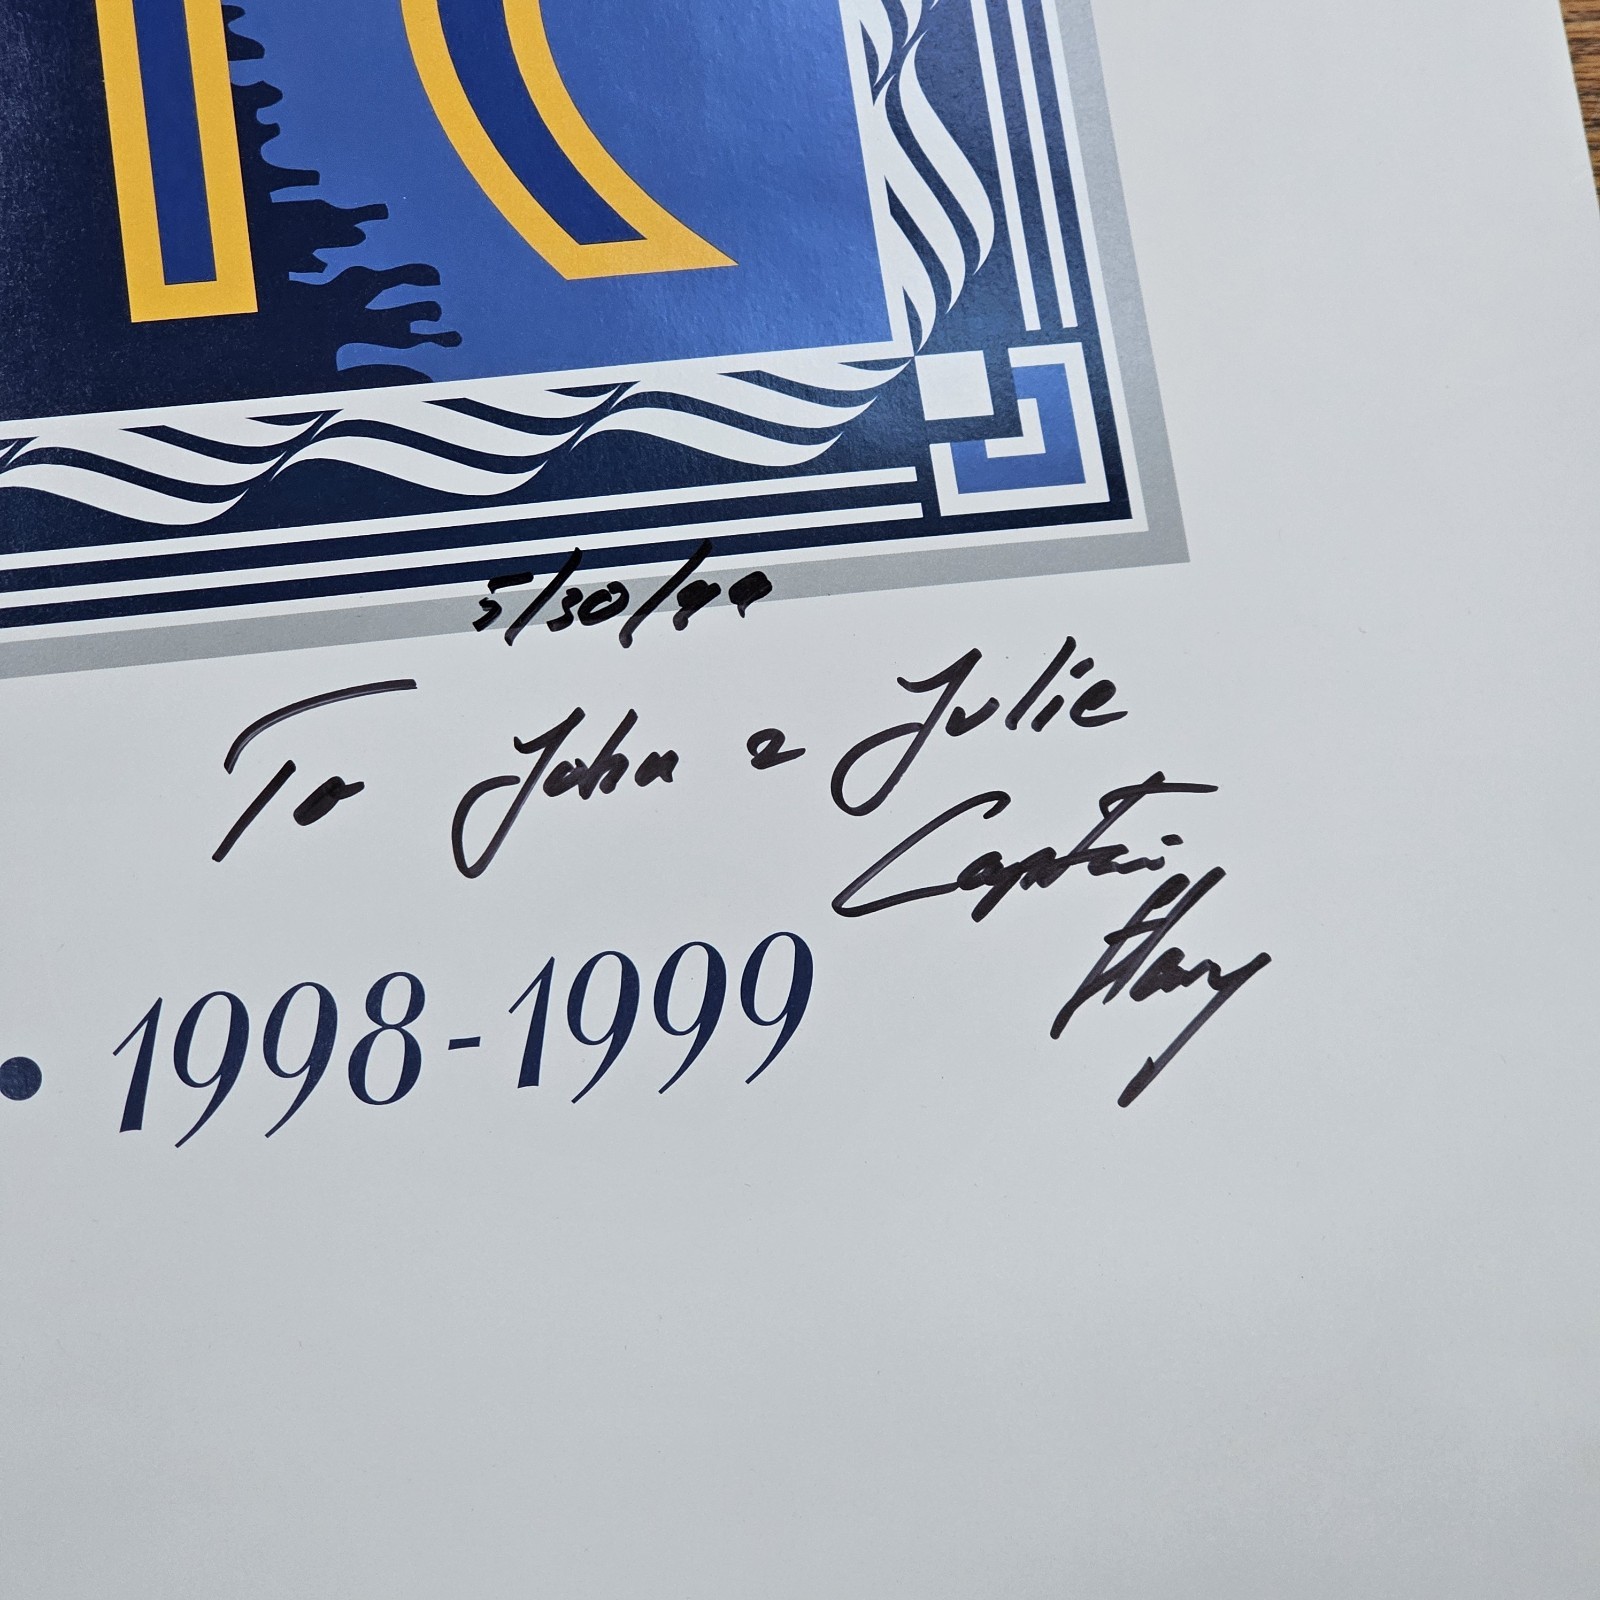 5/30/99
To John & Julie
Captain
Harry
• 1998-1999